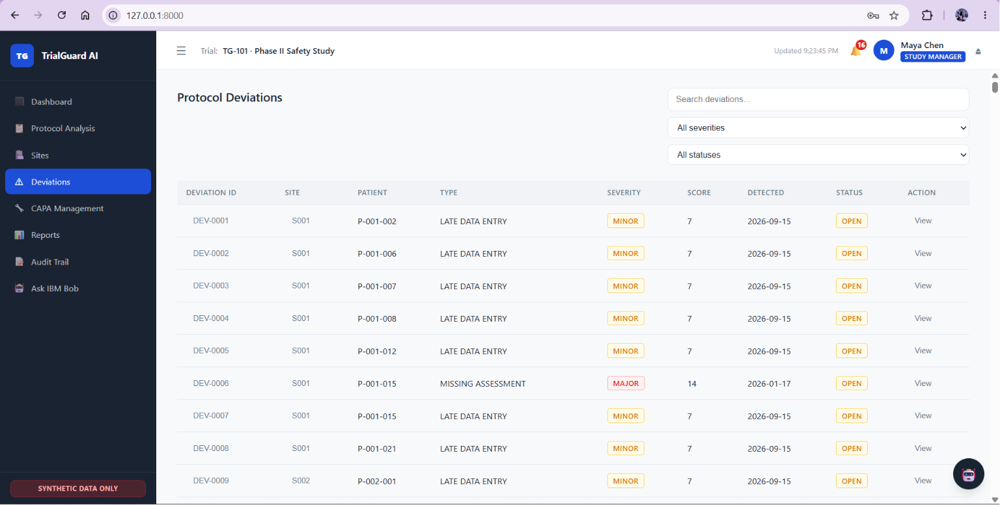 127.0.0.1:8000
TG TrialGuard AI
Dashboard
Protocol Analysis
Sites
Deviations
CAPA Management
Reports
Audit Trail
Ask IBM Bob
SYNTHETIC DATA ONLY
Trial: TG-101 · Phase II Safety Study
Updated 9:23:45 PM
16
M
Maya Chen
STUDY MANAGER
Protocol Deviations
Search deviations...
All severities
All statuses
DEVIATION ID SITE PATIENT TYPE SEVERITY SCORE DETECTED STATUS ACTION
DEV-0001 S001 P-001-002 LATE DATA ENTRY MINOR 7 2026-09-15 OPEN View
DEV-0002 S001 P-001-006 LATE DATA ENTRY MINOR 7 2026-09-15 OPEN View
DEV-0003 S001 P-001-007 LATE DATA ENTRY MINOR 7 2026-09-15 OPEN View
DEV-0004 S001 P-001-008 LATE DATA ENTRY MINOR 7 2026-09-15 OPEN View
DEV-0005 S001 P-001-012 LATE DATA ENTRY MINOR 7 2026-09-15 OPEN View
DEV-0006 S001 P-001-015 MISSING ASSESSMENT MAJOR 14 2026-01-17 OPEN View
DEV-0007 S001 P-001-015 LATE DATA ENTRY MINOR 7 2026-09-15 OPEN View
DEV-0008 S001 P-001-021 LATE DATA ENTRY MINOR 7 2026-09-15 OPEN View
DEV-0009 S002 P-002-001 LATE DATA ENTRY MINOR 7 2026-09-15 OPEN View